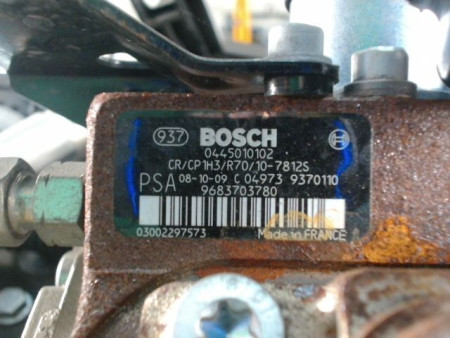 937 BOSCH
0445010102
CR/CP1H3/R70/10-7812S
PSA 08-10-09 C 04973 9370110
9683703780
03002297573 Made in FRANCE